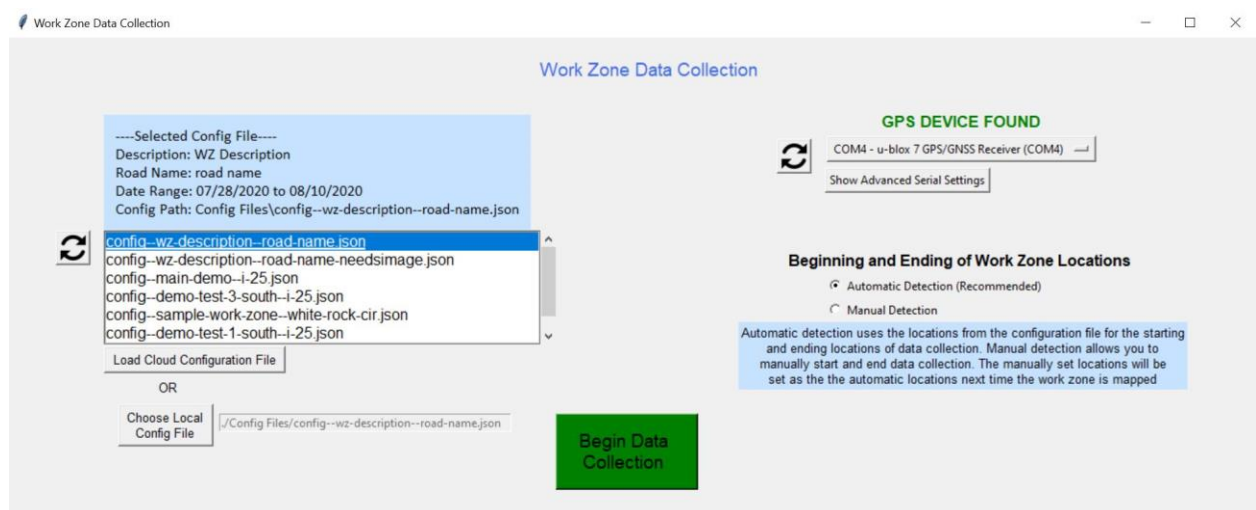 Work Zone Data Collection
Work Zone Data Collection
----Selected Config File----
Description: WZ Description
Road Name: road name
Date Range: 07/28/2020 to 08/10/2020
Config Path: Config Files\config--wz-description--road-name.json
config--wz-description--road-name.json
config--wz-description--road-name-needsimage.json
config--main-demo--i-25.json
config--demo-test-3-south--i-25.json
config--sample-work-zone--white-rock-cir.json
config--demo-test-1-south--i-25.json
Load Cloud Configuration File
OR
Choose Local
Config File
./Config Files/config--wz-description--road-name.json
Begin Data
Collection
GPS DEVICE FOUND
COM4 - u-blox 7 GPS/GNSS Receiver (COM4)
Show Advanced Serial Settings
Beginning and Ending of Work Zone Locations
Automatic Detection (Recommended)
Manual Detection
Automatic detection uses the locations from the configuration file for the starting
and ending locations of data collection. Manual detection allows you to
manually start and end data collection. The manually set locations will be
set as the the automatic locations next time the work zone is mapped